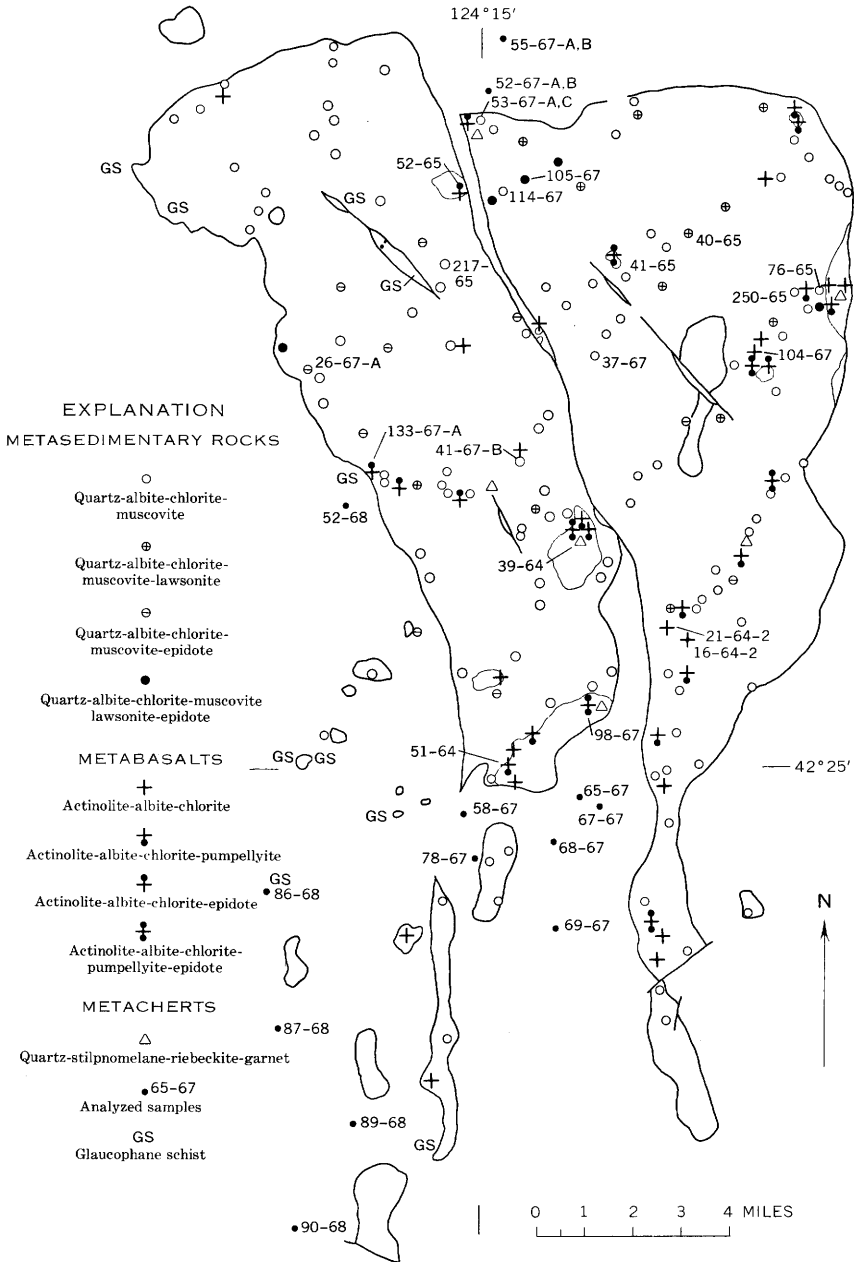 124°15'
55-67-A,B
52-67-A,B
53-67-A,C
52-65
GS
105-67
GS
GS
114-67
40-65
217-65
GS
41-65
76-65
250-65
26-67-A
37-67
104-67
EXPLANATION
METASEDIMENTARY ROCKS
Quartz-albite-chlorite-
muscovite
Quartz-albite-chlorite-
muscovite-lawsonite
Quartz-albite-chlorite-
muscovite-epidote
Quartz-albite-chlorite-muscovite
lawsonite-epidote
METABASALTS
Actinolite-albite-chlorite
Actinolite-albite-chlorite-pumpellyite
Actinolite-albite-chlorite-epidote
Actinolite-albite-chlorite-
pumpellyite-epidote
METACHERTS
Quartz-stilpnomelane-riebeckite-garnet
65-67
Analyzed samples
GS
Glaucophane schist
133-67-A
41-67-B
GS
52-68
39-64
21-64-2
16-64-2
98-67
51-64
GS GS
42°25'
65-67
67-67
GS
58-67
68-67
78-67
GS
86-68
69-67
N
87-68
89-68
GS
90-68
0 1 2 3 4 MILES